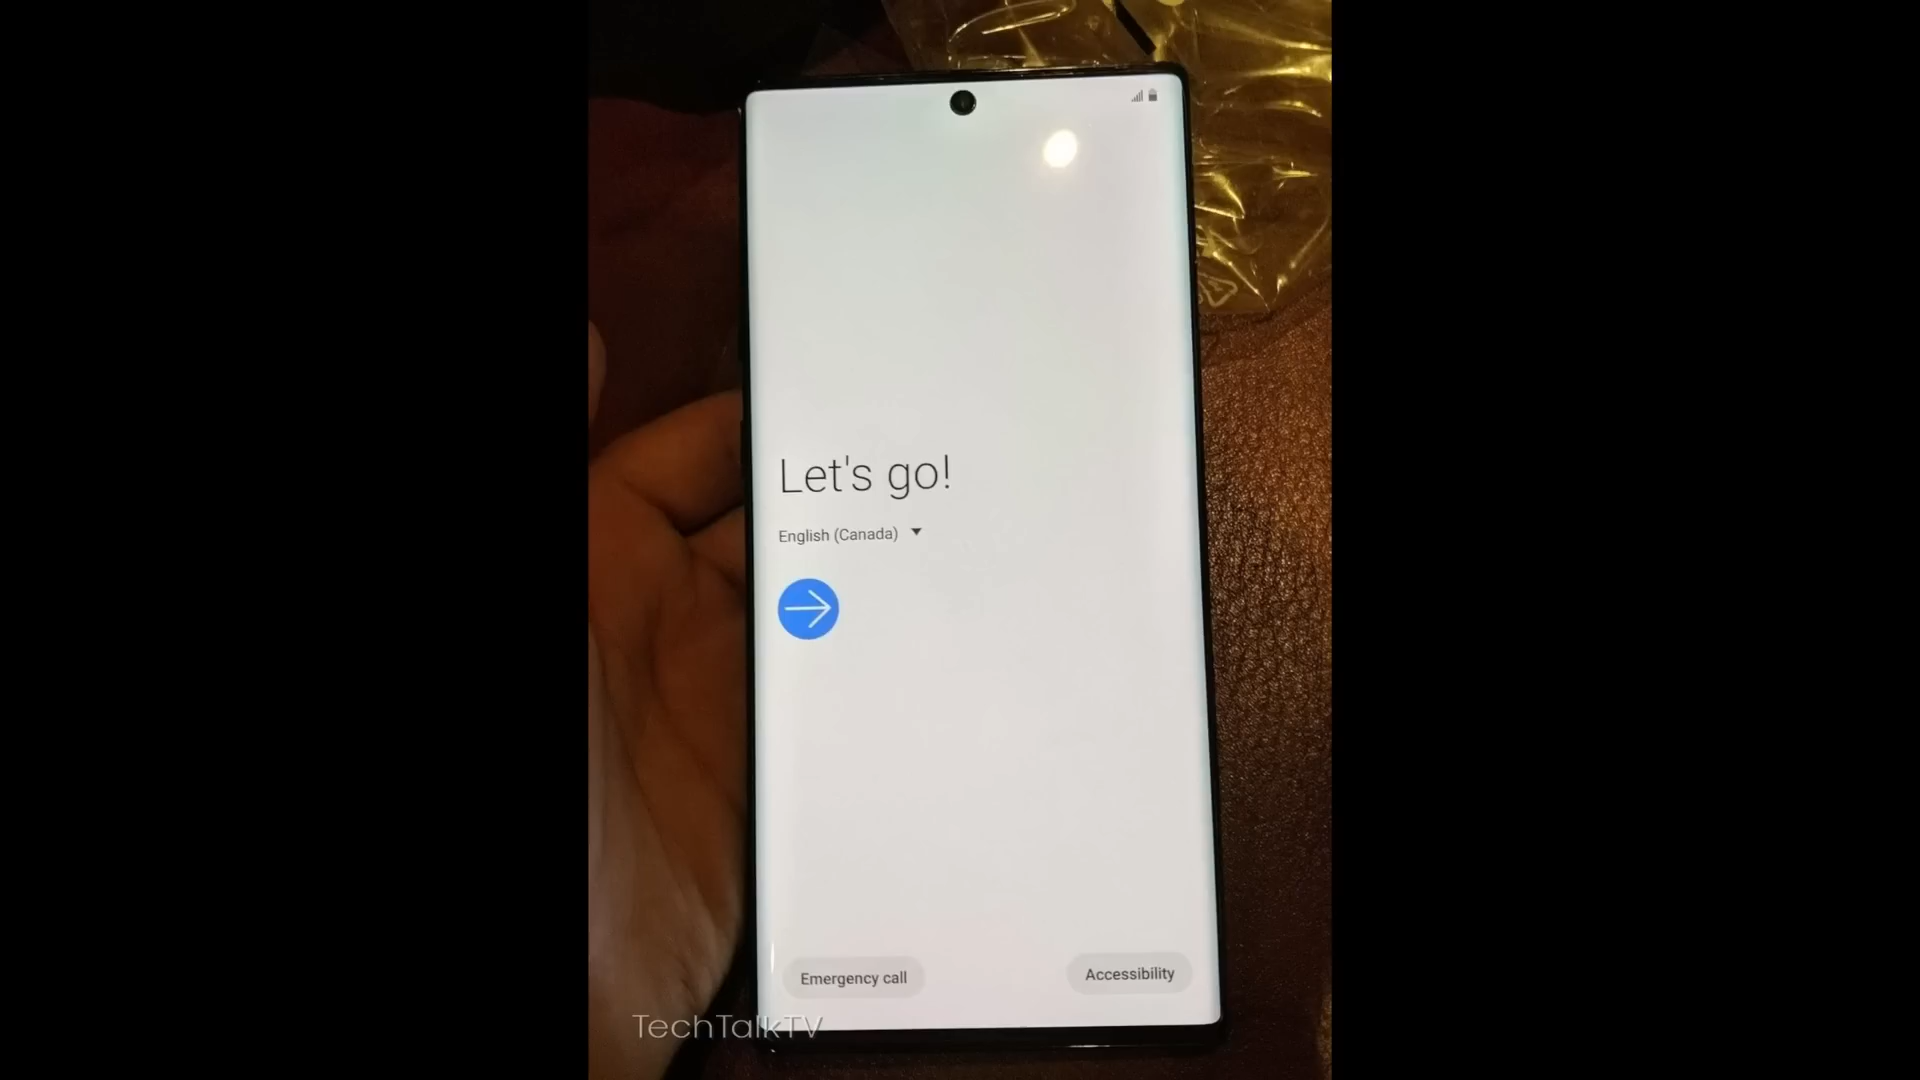 Let's go!
English (Canada)
Emergency call
Accessibility
TechTalkTV